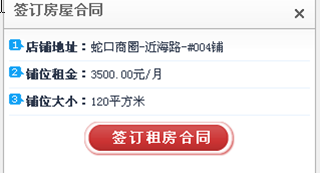 签订房屋合同
1 店铺地址：蛇口商圈-近海路-#004铺
2 铺位租金：3500.00元/月
3 铺位大小：120平方米
签订租房合同